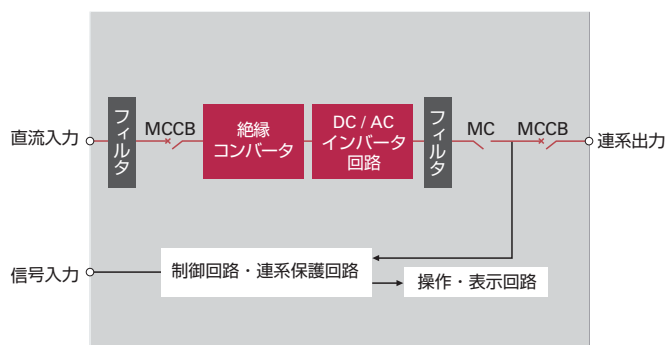 直流入力
フィルタ
MCCB
絶縁
コンバータ
DC / AC
インバータ
回路
フィルタ
MC
MCCB
連系出力
信号入力
制御回路・連系保護回路
操作・表示回路